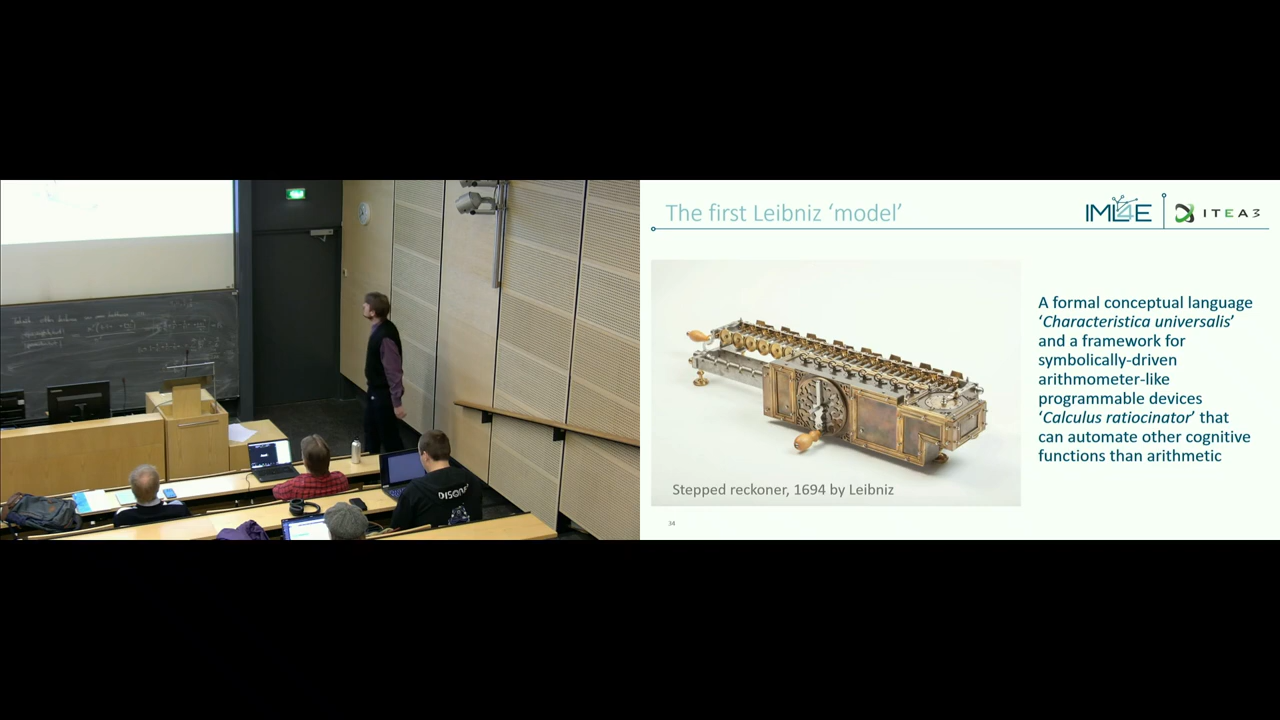 The first Leibniz ‘model’
IML4E
ITEA3
A formal conceptual language
‘Characteristica universalis’
and a framework for
symbolically-driven
arithmometer-like
programmable devices
‘Calculus ratiocinator’ that
can automate other cognitive
functions than arithmetic
Stepped reckoner, 1694 by Leibniz
34